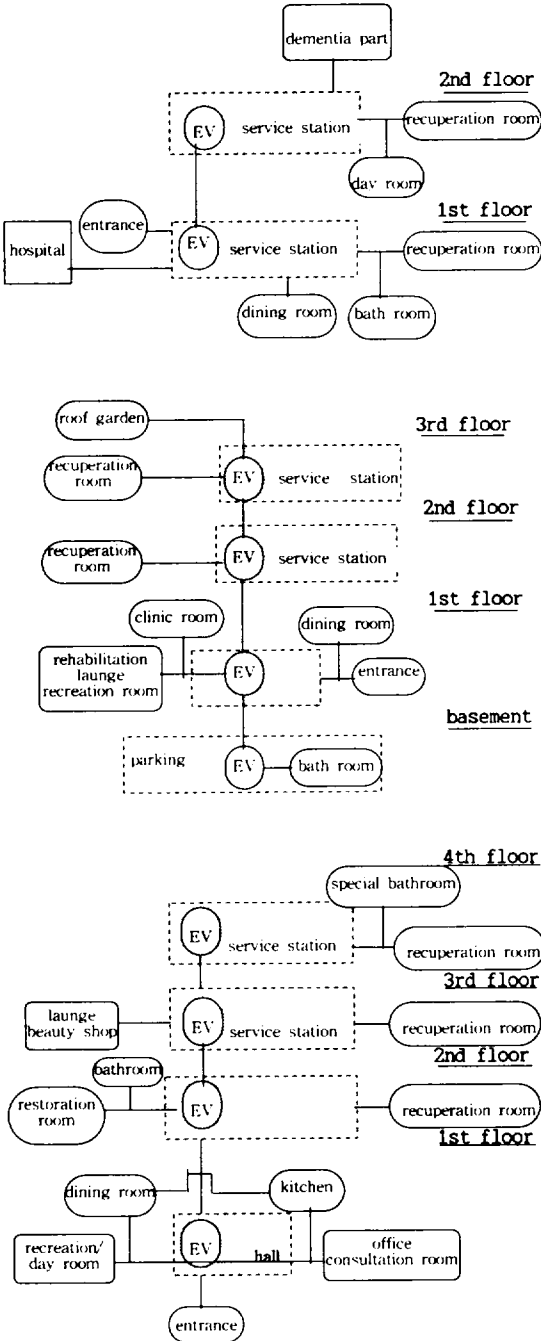 dementia part
2nd floor
EV service station
recuperation room
day room
1st floor
entrance
hospital
EV service station
recuperation room
dining room
bath room
roof garden
3rd floor
recuperation
room
EV service station
2nd floor
recuperation
room
EV service station
1st floor
clinic room
dining room
rehabilitation
launge
recreation room
EV
entrance
basement
parking
EV
bath room
4th floor
special bathroom
EV
service station
recuperation room
3rd floor
launge
beauty shop
EV
service station
recuperation room
2nd floor
bathroom
restoration
room
EV
recuperation room
1st floor
dining room
kitchen
recreation/
day room
EV
hall
office
consultation room
entrance